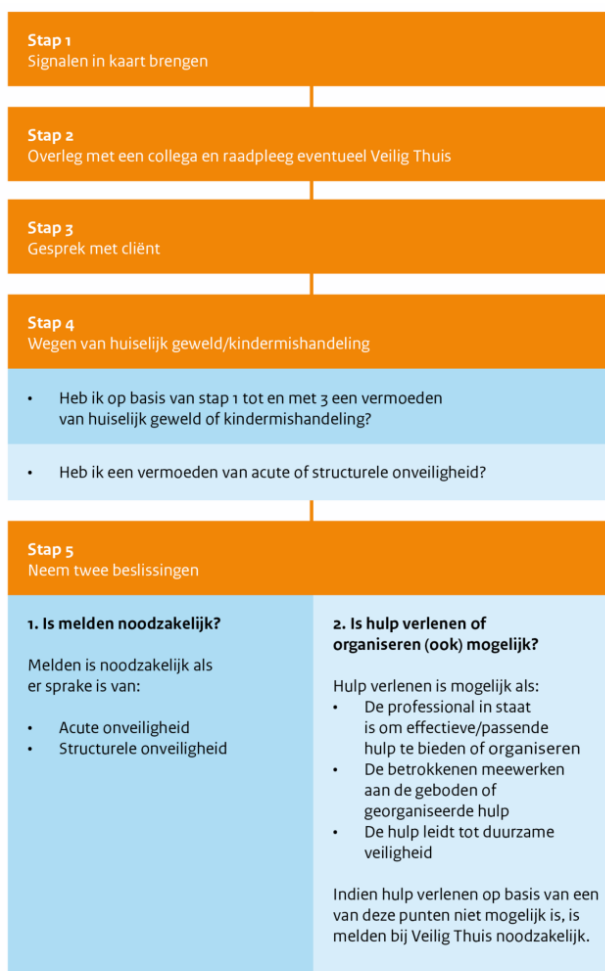 Stap 1
Signalen in kaart brengen
Stap 2
Overleg met een collega en raadpleeg eventueel Veilig Thuis
Stap 3
Gesprek met cliënt
Stap 4
Wegen van huiselijk geweld/kindermishandeling
• Heb ik op basis van stap 1 tot en met 3 een vermoeden
van huiselijk geweld of kindermishandeling?
• Heb ik een vermoeden van acute of structurele onveiligheid?
Stap 5
Neem twee beslissingen
1. Is melden noodzakelijk?
Melden is noodzakelijk als
er sprake is van:
• Acute onveiligheid
• Structurele onveiligheid
2. Is hulp verlenen of
organiseren (ook) mogelijk?
Hulp verlenen is mogelijk als:
• De professional in staat
is om effectieve/passende
hulp te bieden of organiseren
• De betrokkenen meewerken
aan de geboden of
georganiseerde hulp
• De hulp leidt tot duurzame
veiligheid
Indien hulp verlenen op basis van een
van deze punten niet mogelijk is, is
melden bij Veilig Thuis noodzakelijk.